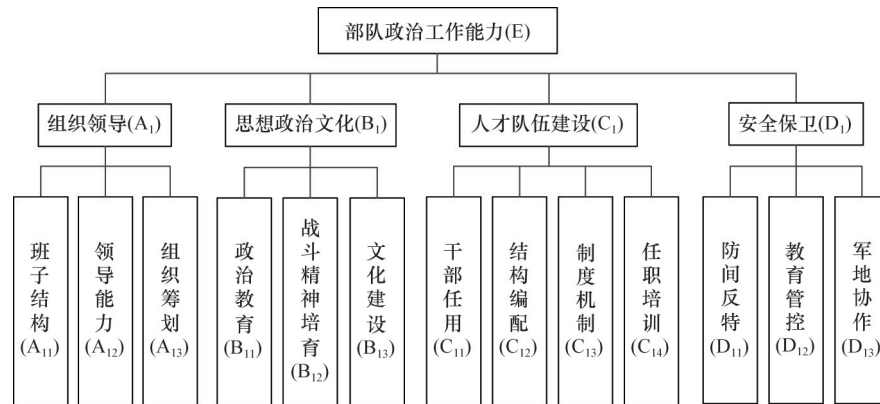 部队政治工作能力(E)
组织领导(A₁)
思想政治文化(B₁)
人才队伍建设(C₁)
安全保卫(D₁)
班子结构(A₁₁)
领导能力(A₁₂)
组织筹划(A₁₃)
政治教育(B₁₁)
战斗精神培育(B₁₂)
文化建设(B₁₃)
干部任用(C₁₁)
结构编配(C₁₂)
制度机制(C₁₃)
任职培训(C₁₄)
防间反特(D₁₁)
教育管控(D₁₂)
军地协作(D₁₃)